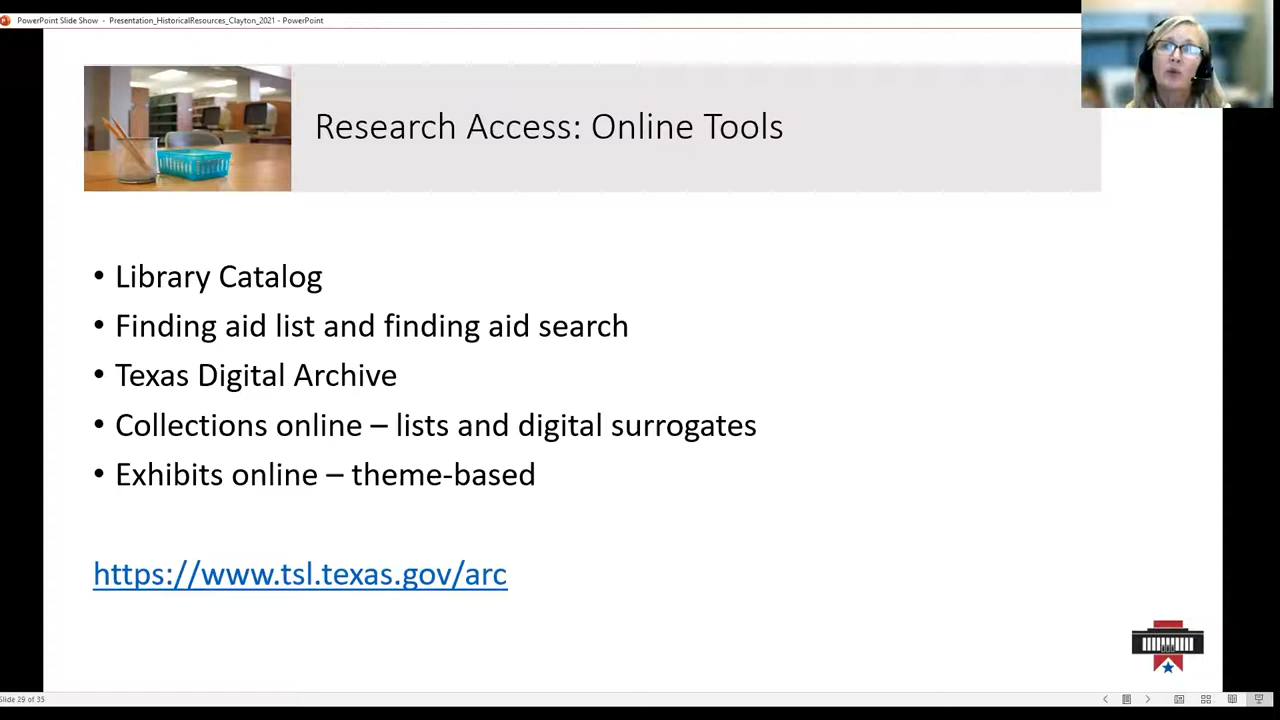 PowerPoint Slide Show - Presentation_HistoricalResources_Clayton_2021 - PowerPoint
Research Access: Online Tools
• Library Catalog
• Finding aid list and finding aid search
• Texas Digital Archive
• Collections online – lists and digital surrogates
• Exhibits online – theme-based
https://www.tsl.texas.gov/arc
Slide 29 of 35